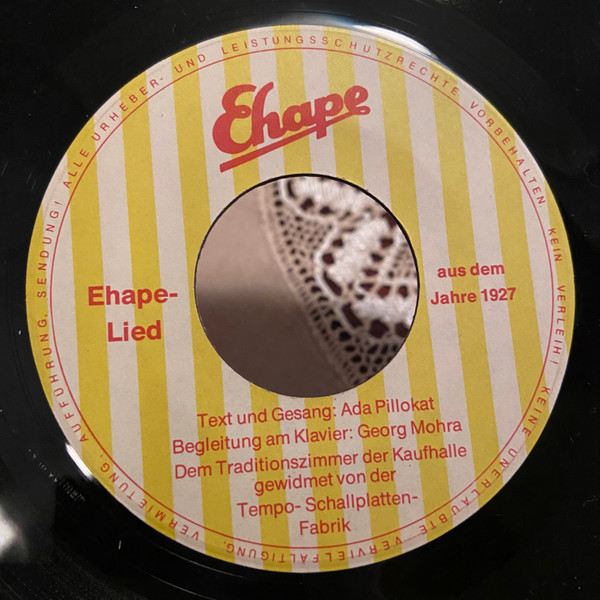 Ehape
Ehape-
Lied
aus dem
Jahre 1927
Text und Gesang: Ada Pillokat
Begleitung am Klavier: Georg Mohra
Dem Traditionszimmer der Kaufhalle
gewidmet von der
Tempo- Schallplatten-
Fabrik
ALLE URHEBER- UND LEISTUNGSSCHUTZRECHTE VORBEHALTEN. KEIN VERLEIH! KEINE UNERLAUBTE VERVIELFÄLTIGUNG, VERMIETUNG, AUFFÜHRUNG, SENDUNG!